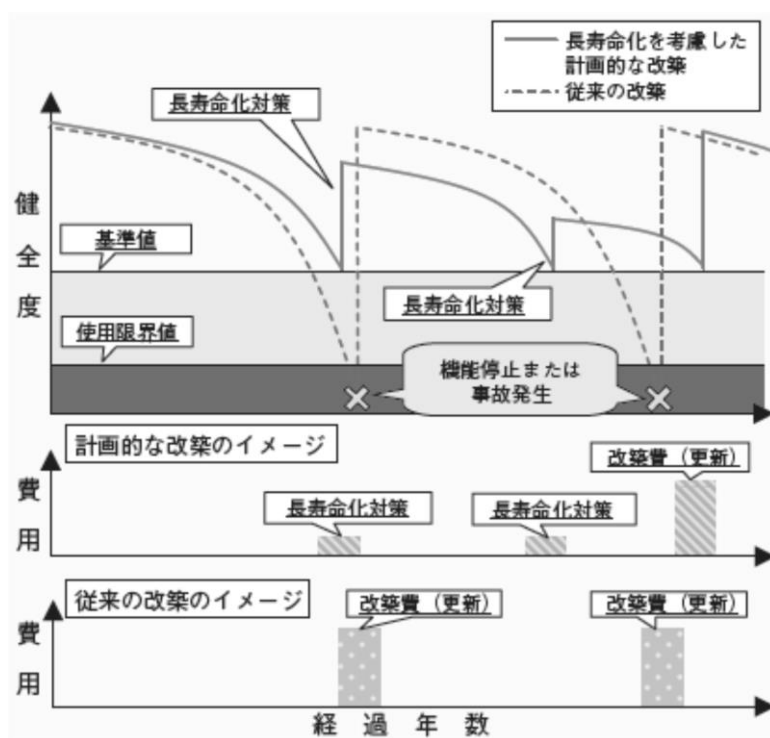 長寿命化を考慮した
計画的な改築
従来の改築
長寿命化対策
健全度
基準値
長寿命化対策
使用限界値
機能停止または
事故発生
計画的な改築のイメージ
改築費（更新）
費用
長寿命化対策
長寿命化対策
従来の改築のイメージ
改築費（更新）
改築費（更新）
費用
経過年数